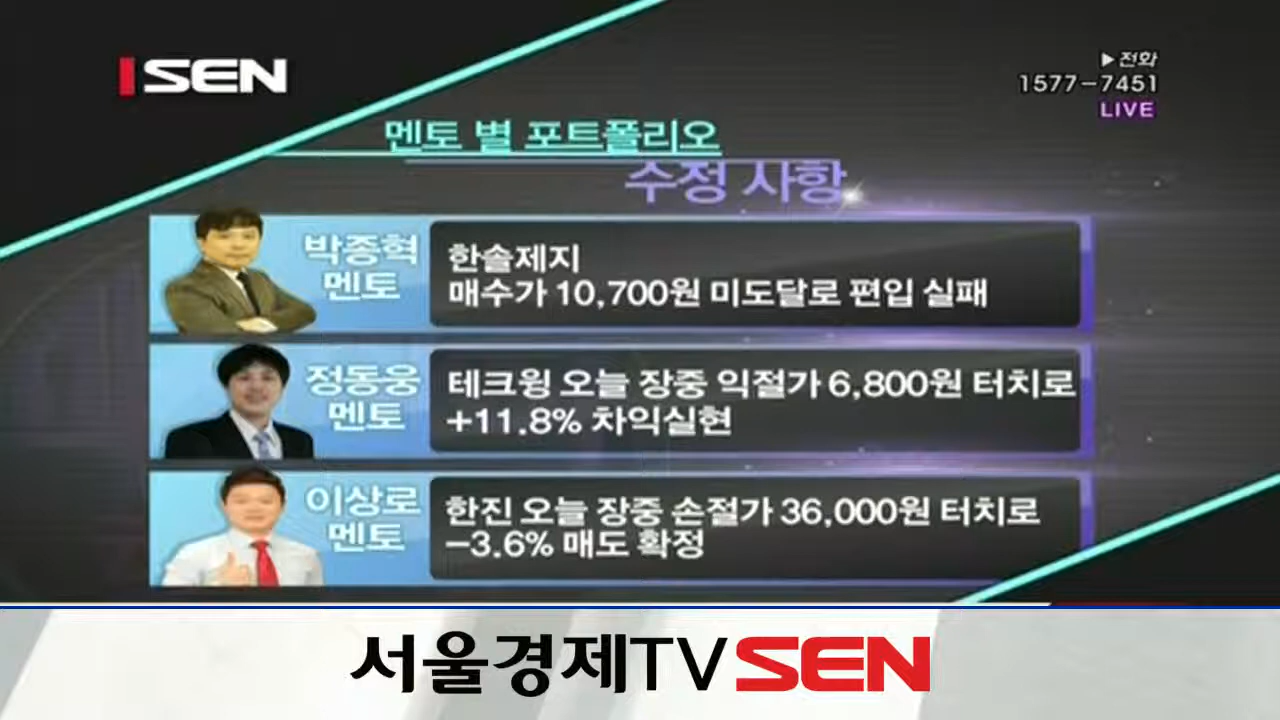 SEN
▶전화
1577-7451
LIVE
멘토 별 포트폴리오
수정 사항
박종혁
멘토
한솔제지
매수가 10,700원 미도달로 편입 실패
정동웅
멘토
테크윙 오늘 장중 익절가 6,800원 터치로
+11.8% 차익실현
이상로
멘토
한진 오늘 장중 손절가 36,000원 터치로
-3.6% 매도 확정
서울경제TV SEN